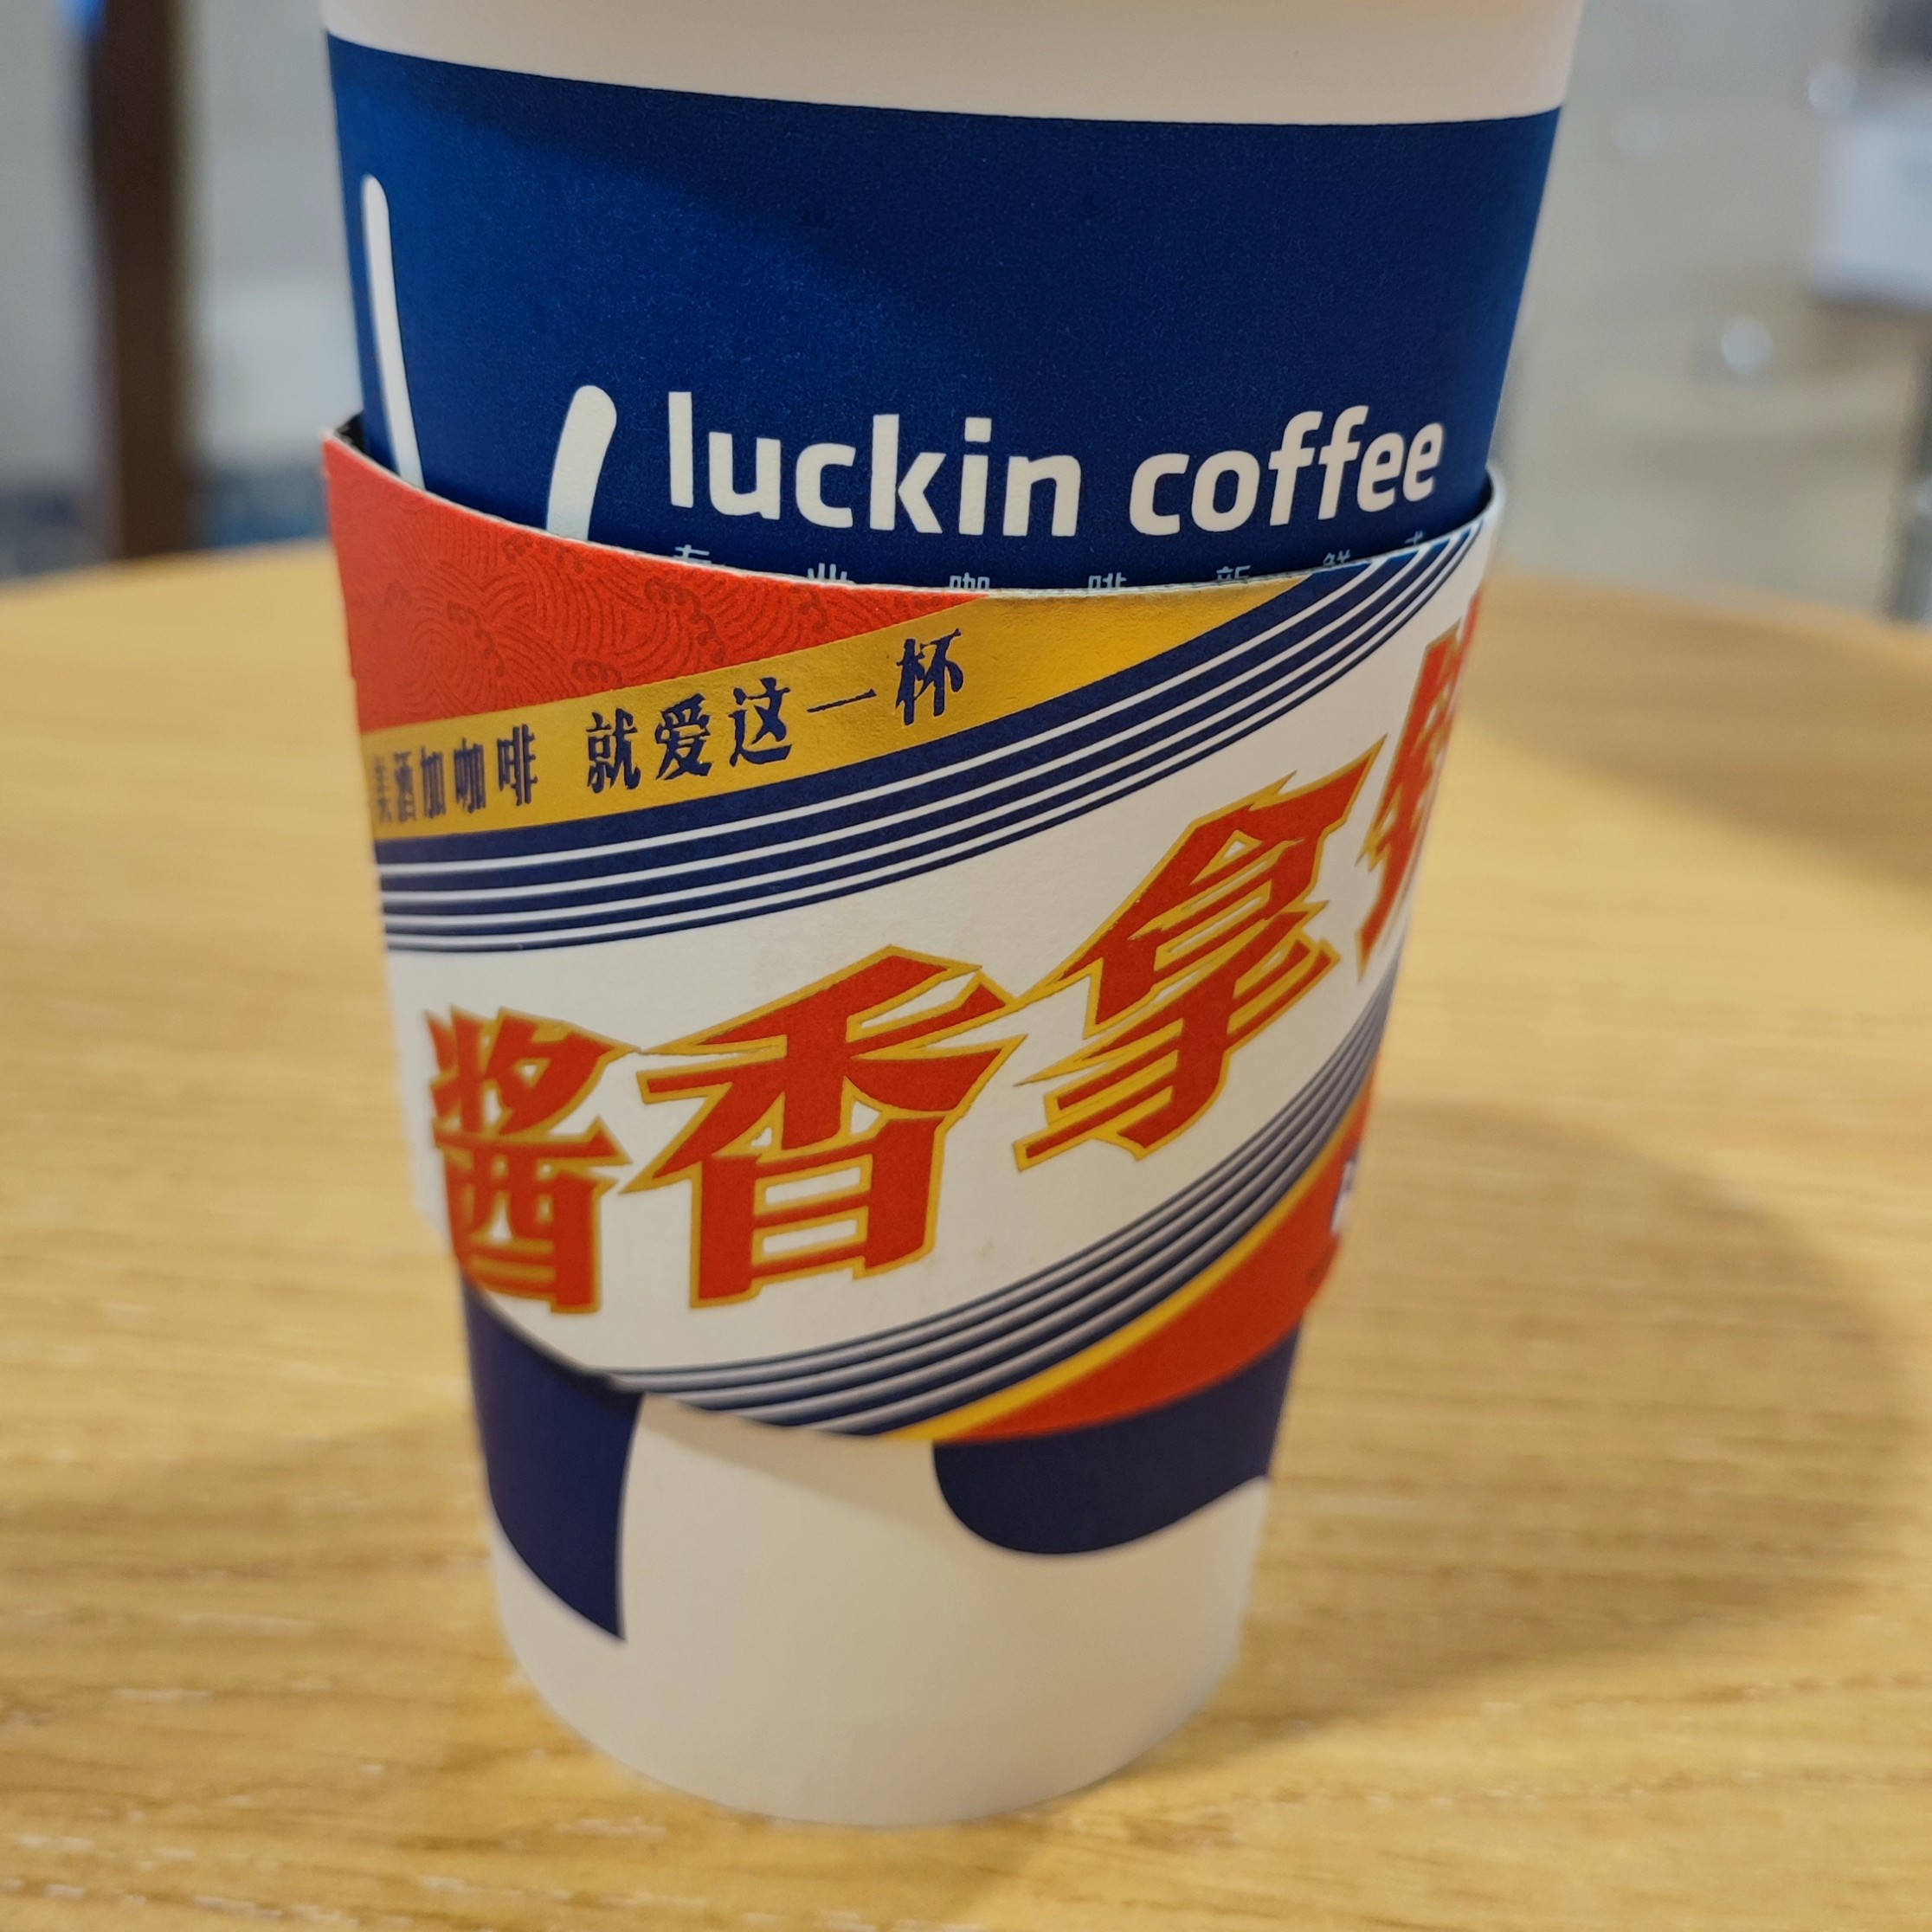 luckin coffee
美酒加咖啡 就爱这一杯
酱香拿